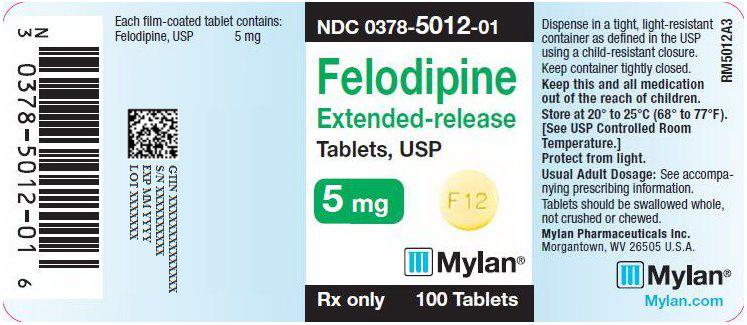 N
3 0378-5012-01 6
Each film-coated tablet contains:
Felodipine, USP 5 mg
GTIN XXXXXXXXXXXXXX
S/N XXXXXXXXXX
EXP MM YYYY
LOT XXXXXXX
NDC 0378-5012-01
Felodipine
Extended-release
Tablets, USP
5 mg
F12
Mylan®
Rx only 100 Tablets
Dispense in a tight, light-resistant
container as defined in the USP
using a child-resistant closure.
Keep container tightly closed.
Keep this and all medication
out of the reach of children.
Store at 20° to 25°C (68° to 77°F).
[See USP Controlled Room
Temperature.]
Protect from light.
Usual Adult Dosage: See accompa-
nying prescribing information.
Tablets should be swallowed whole,
not crushed or chewed.
Mylan Pharmaceuticals Inc.
Morgantown, WV 26505 U.S.A.
Mylan®
Mylan.com
RM5012A3